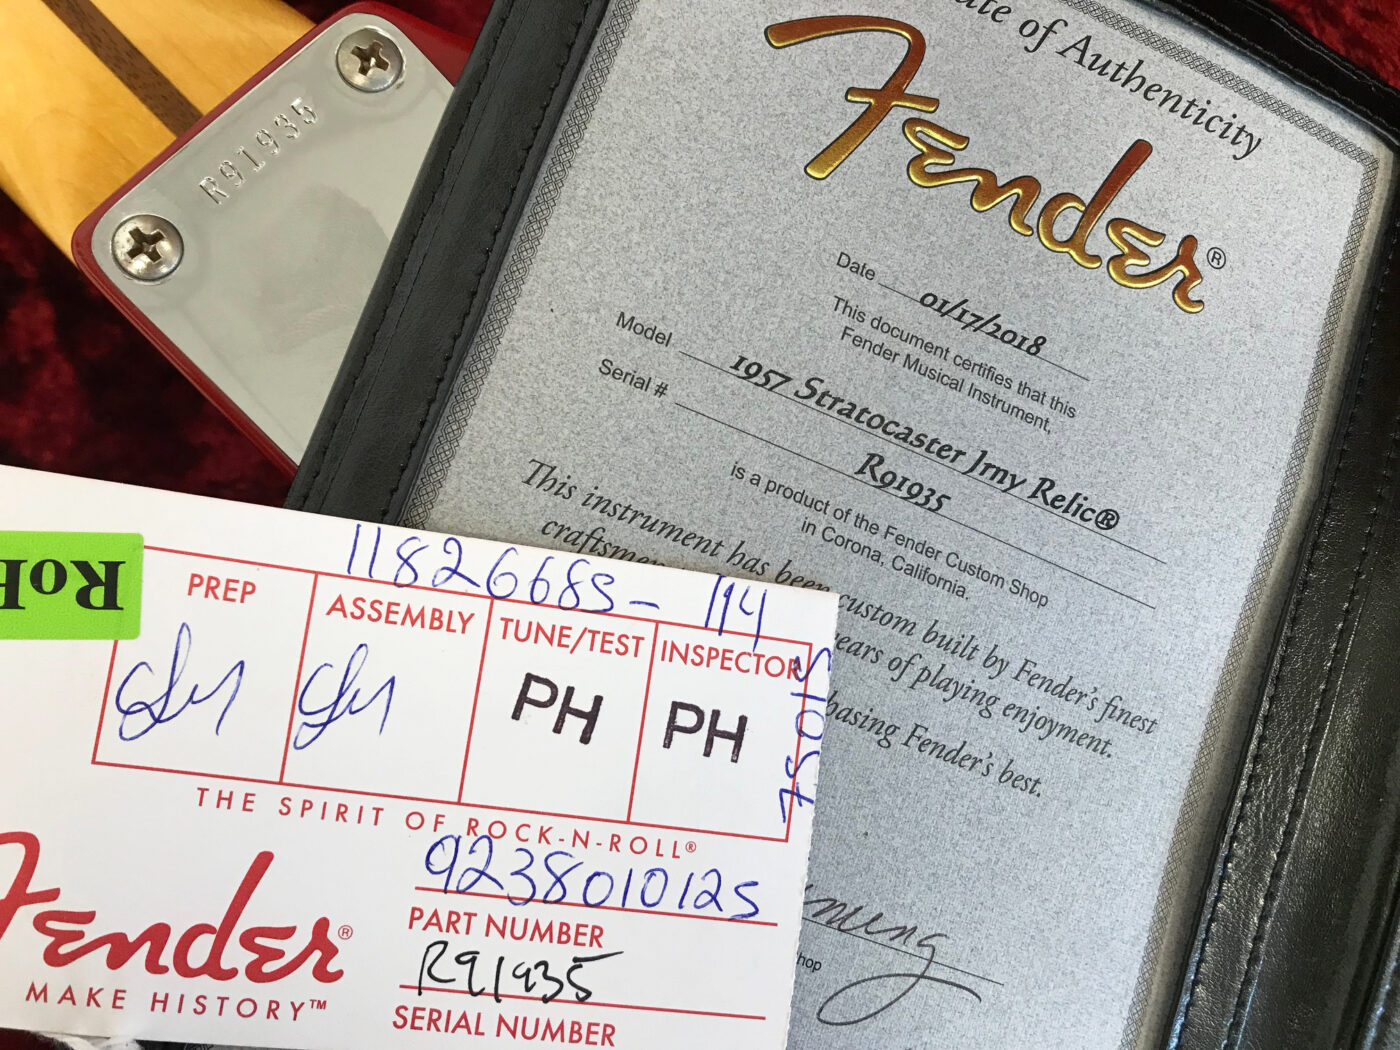 R91935
Certificate of Authenticity
Fender®
Date 01/17/2018
This document certifies that this
Fender Musical Instrument,
Model 1957 Stratocaster Jrny Relic®
Serial # R91935
is a product of the Fender Custom Shop
in Corona, California.
This instrument has been custom built by Fender's finest
years of playing enjoyment.
Fender's best.
11826685- 114
PREP ASSEMBLY TUNE/TEST INSPECTOR
PH PH
THE SPIRIT OF ROCK-N-ROLL®
9238010125
PART NUMBER
R91935
SERIAL NUMBER
Fender®
MAKE HISTORY™